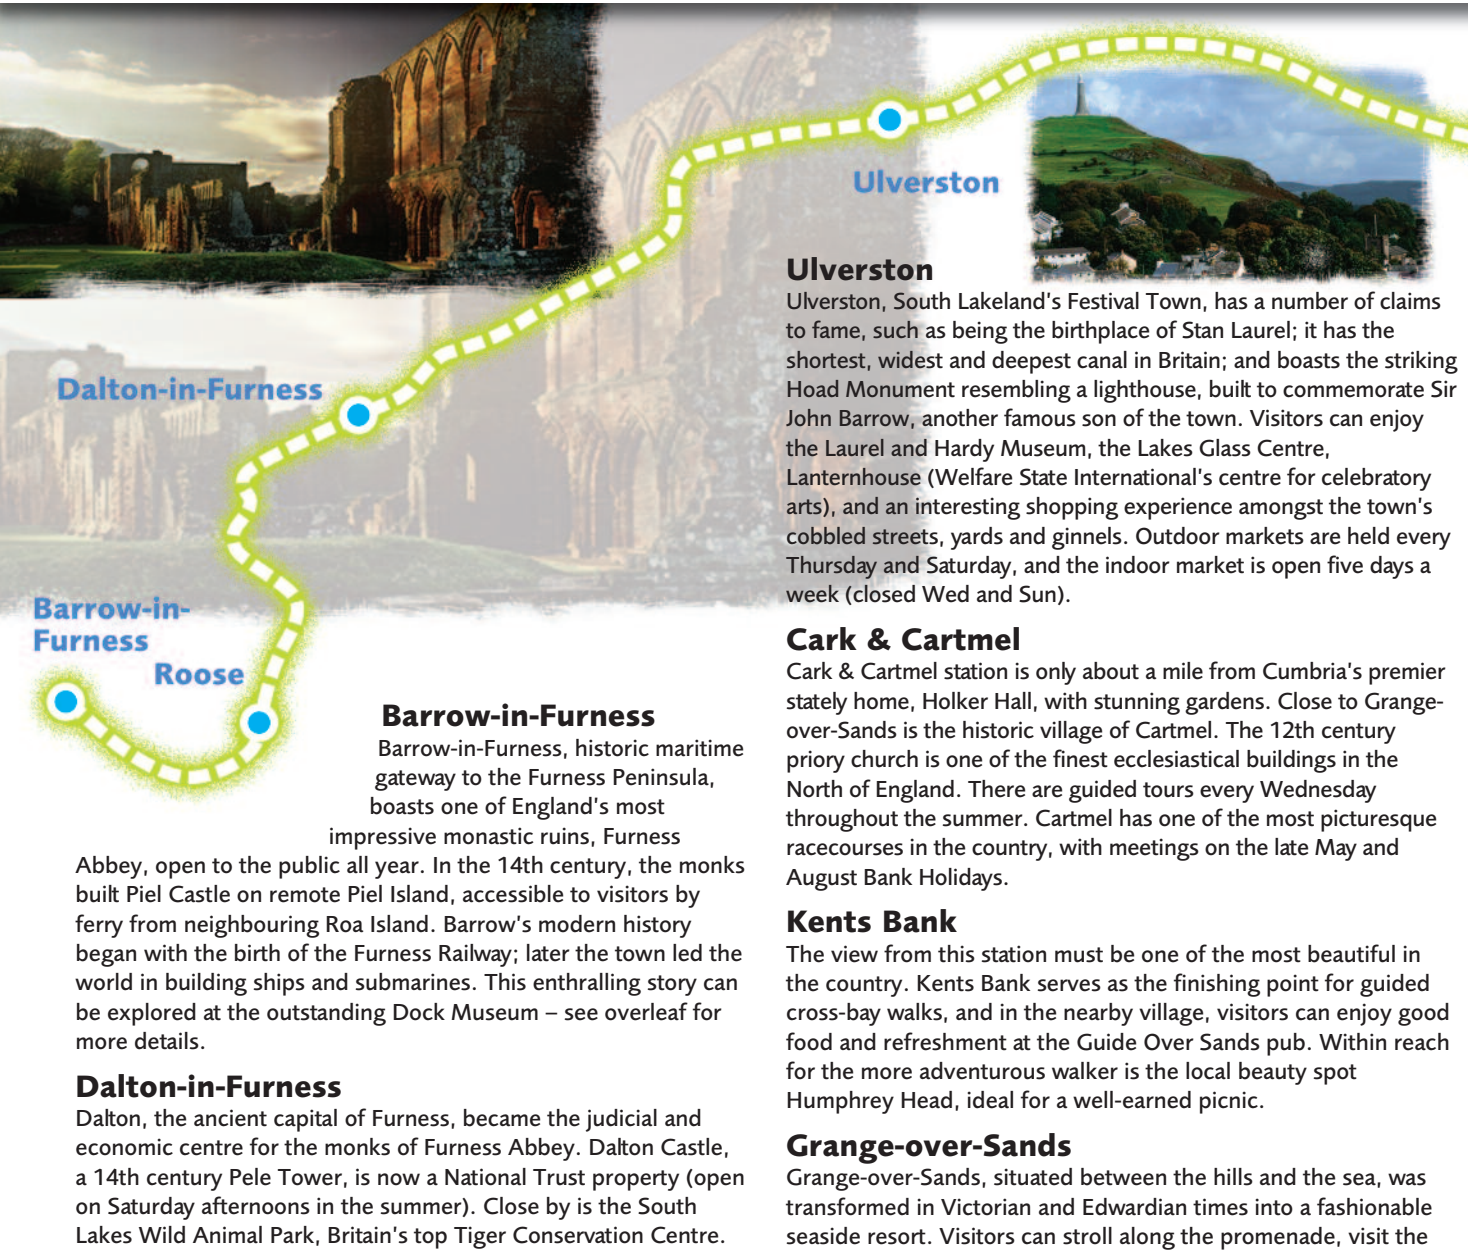 Ulverston
Dalton-in-Furness
Barrow-in-
Furness
Roose
Barrow-in-Furness
Barrow-in-Furness, historic maritime
gateway to the Furness Peninsula,
boasts one of England's most
impressive monastic ruins, Furness
Abbey, open to the public all year. In the 14th century, the monks
built Piel Castle on remote Piel Island, accessible to visitors by
ferry from neighbouring Roa Island. Barrow's modern history
began with the birth of the Furness Railway; later the town led the
world in building ships and submarines. This enthralling story can
be explored at the outstanding Dock Museum – see overleaf for
more details.
Dalton-in-Furness
Dalton, the ancient capital of Furness, became the judicial and
economic centre for the monks of Furness Abbey. Dalton Castle,
a 14th century Pele Tower, is now a National Trust property (open
on Saturday afternoons in the summer). Close by is the South
Lakes Wild Animal Park, Britain's top Tiger Conservation Centre.
Ulverston
Ulverston, South Lakeland's Festival Town, has a number of claims
to fame, such as being the birthplace of Stan Laurel; it has the
shortest, widest and deepest canal in Britain; and boasts the striking
Hoad Monument resembling a lighthouse, built to commemorate Sir
John Barrow, another famous son of the town. Visitors can enjoy
the Laurel and Hardy Museum, the Lakes Glass Centre,
Lanternhouse (Welfare State International's centre for celebratory
arts), and an interesting shopping experience amongst the town's
cobbled streets, yards and ginnels. Outdoor markets are held every
Thursday and Saturday, and the indoor market is open five days a
week (closed Wed and Sun).
Cark & Cartmel
Cark & Cartmel station is only about a mile from Cumbria's premier
stately home, Holker Hall, with stunning gardens. Close to Grange-
over-Sands is the historic village of Cartmel. The 12th century
priory church is one of the finest ecclesiastical buildings in the
North of England. There are guided tours every Wednesday
throughout the summer. Cartmel has one of the most picturesque
racecourses in the country, with meetings on the late May and
August Bank Holidays.
Kents Bank
The view from this station must be one of the most beautiful in
the country. Kents Bank serves as the finishing point for guided
cross-bay walks, and in the nearby village, visitors can enjoy good
food and refreshment at the Guide Over Sands pub. Within reach
for the more adventurous walker is the local beauty spot
Humphrey Head, ideal for a well-earned picnic.
Grange-over-Sands
Grange-over-Sands, situated between the hills and the sea, was
transformed in Victorian and Edwardian times into a fashionable
seaside resort. Visitors can stroll along the promenade, visit the